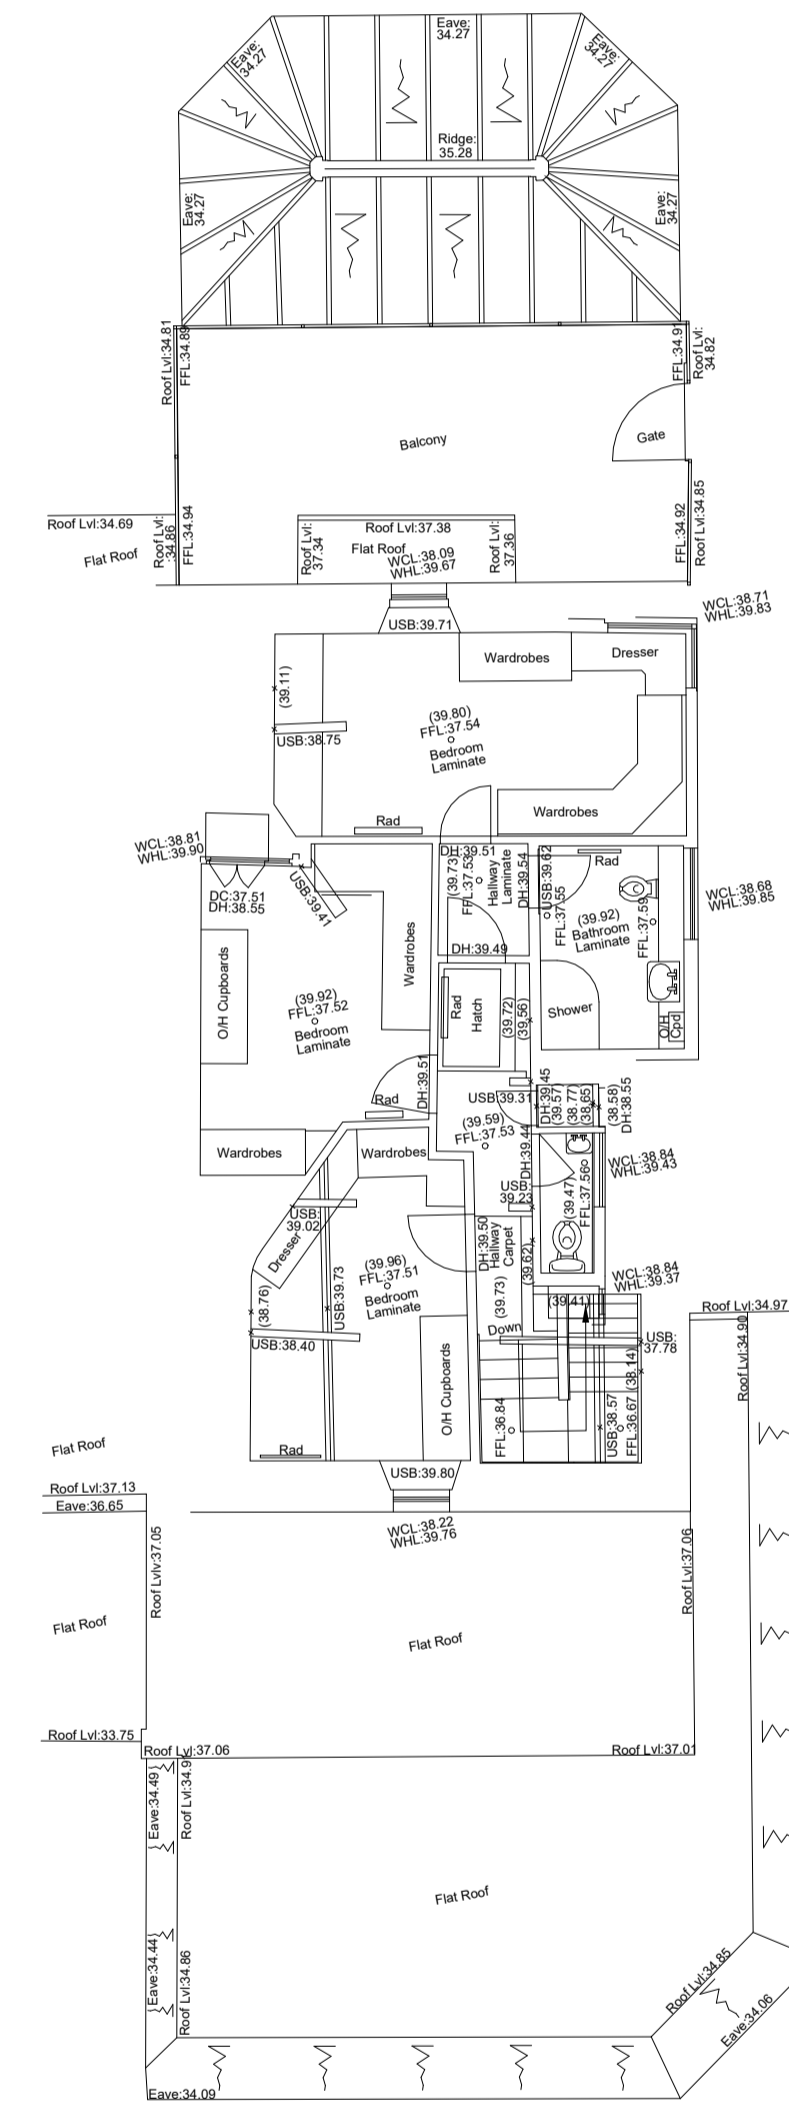 Eave:
34.27
Eave:
34.27
Eave:
34.27
Ridge:
35.28
Eave:
34.27
Eave:
34.27
Roof Lvl:34.81
FFL:34.89
FFL:34.91
Roof Lvl:
34.82
Balcony
Gate
Roof Lvl:34.69
Flat Roof
Roof Lvl:
:34.86
FFL:34.94
Roof Lvl:
37.34
Roof Lvl:37.38
Flat Roof
WCL:38.09
WHL:39.67
Roof Lvl:
37.36
FFL:34.92
Roof Lvl:34.85
USB:39.71
WCL:38.71
WHL:39.83
Wardrobes
Dresser
(39.11)
USB:38.75
(39.80)
FFL:37.54
Bedroom
Laminate
Wardrobes
Rad
WCL:38.81
WHL:39.90
DC:37.51
DH:38.55
USB:39.41
DH:39.51
(39.73)
FFL:37.53
Hallway
Laminate
DH:39.54
DH:39.49
USB:39.62
FFL:37.55
Rad
(39.92)
Bathroom
Laminate
FFL:37.59
WCL:38.68
WHL:39.85
O/H Cupboards
Wardrobes
(39.92)
FFL:37.52
Bedroom
Laminate
Rad
Hatch
(39.72)
(39.56)
Shower
O/H
Cpd
DH:39.51
Rad
USB:39.31
DH:39.45
(39.57)
(38.77)
(38.65)
(38.58)
DH:38.55
(39.59)
FFL:37.53
DH:39.44
Wardrobes
Wardrobes
WCL:38.84
WHL:39.43
USB:
39.23
(39.47)
FFL:37.56
USB:
39.02
Dresser
(38.76)
USB:39.73
(39.96)
FFL:37.51
Bedroom
Laminate
DH:39.50
Hallway
Carpet
(39.62)
(39.73)
WCL:38.84
WHL:39.37
(39.41)
Down
USB:
37.78
USB:38.40
(38.14)
Roof Lvl:34.97
Roof Lvl:34.90
O/H Cupboards
FFL:36.84
USB:38.57
FFL:36.67
Rad
USB:39.80
Flat Roof
Roof Lvl:37.13
Eave:36.65
WCL:38.22
WHL:39.76
Roof Lvlv:37.05
Roof Lvl:37.06
Flat Roof
Flat Roof
Roof Lvl:33.75
Roof Lvl:37.06
Roof Lvl:37.01
Eave:34.49
Roof Lvl:34.91
Flat Roof
Eave:34.44
Roof Lvl:34.86
Roof Lvl:34.85
Eave:34.06
Eave:34.09